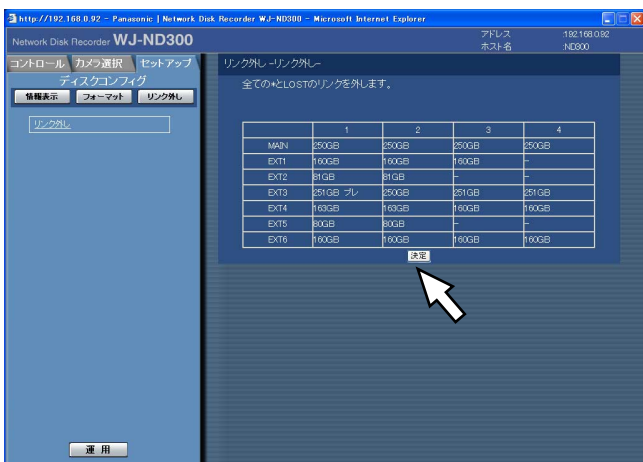 http://192.168.0.92 - Panasonic | Network Disk Recorder WJ-ND300 - Microsoft Internet Explorer
Network Disk Recorder WJ-ND300
アドレス :192.168.0.92
ホスト名 :ND300
コントロール カメラ選択 セットアップ
ディスクコンフィグ
情報表示 フォーマット リンク外し
リンク外し
リンク外し -リンク外し-
全ての*とLOSTのリンクを外します。
1 2 3 4
MAIN 250GB 250GB 250GB 250GB
EXT1 160GB 160GB 160GB -
EXT2 81GB 81GB - -
EXT3 251GB プレ 250GB 251GB 251GB
EXT4 163GB 163GB 160GB 160GB
EXT5 80GB 80GB - -
EXT6 160GB 160GB 160GB 160GB
決定
運用